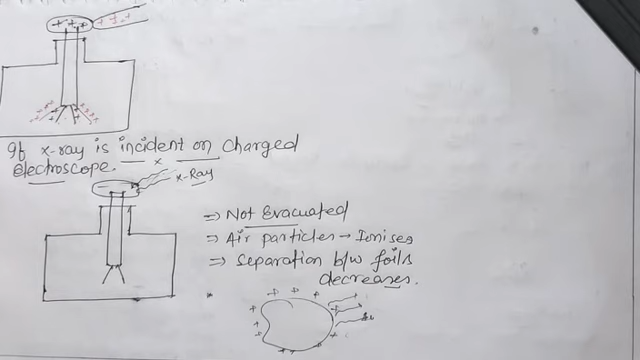 If x-ray is incident on charged
electroscope.
x-Ray
⇒ Not Evacuated
⇒ Air particles → Ionises
⇒ Separation b/w foils
decreases.